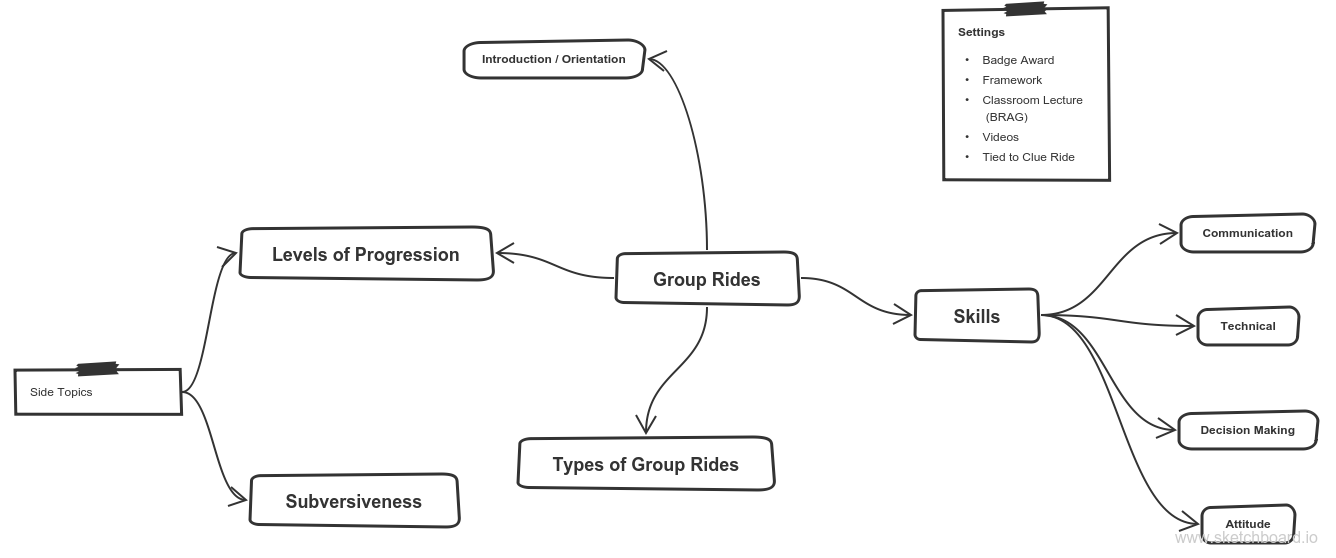 Settings
• Badge Award
• Framework
• Classroom Lecture
(BRAG)
• Videos
• Tied to Clue Ride
Introduction / Orientation
Communication
Levels of Progression
Group Rides
Skills
Technical
Side Topics
Decision Making
Types of Group Rides
Subversiveness
Attitude
www.sketchboard.io